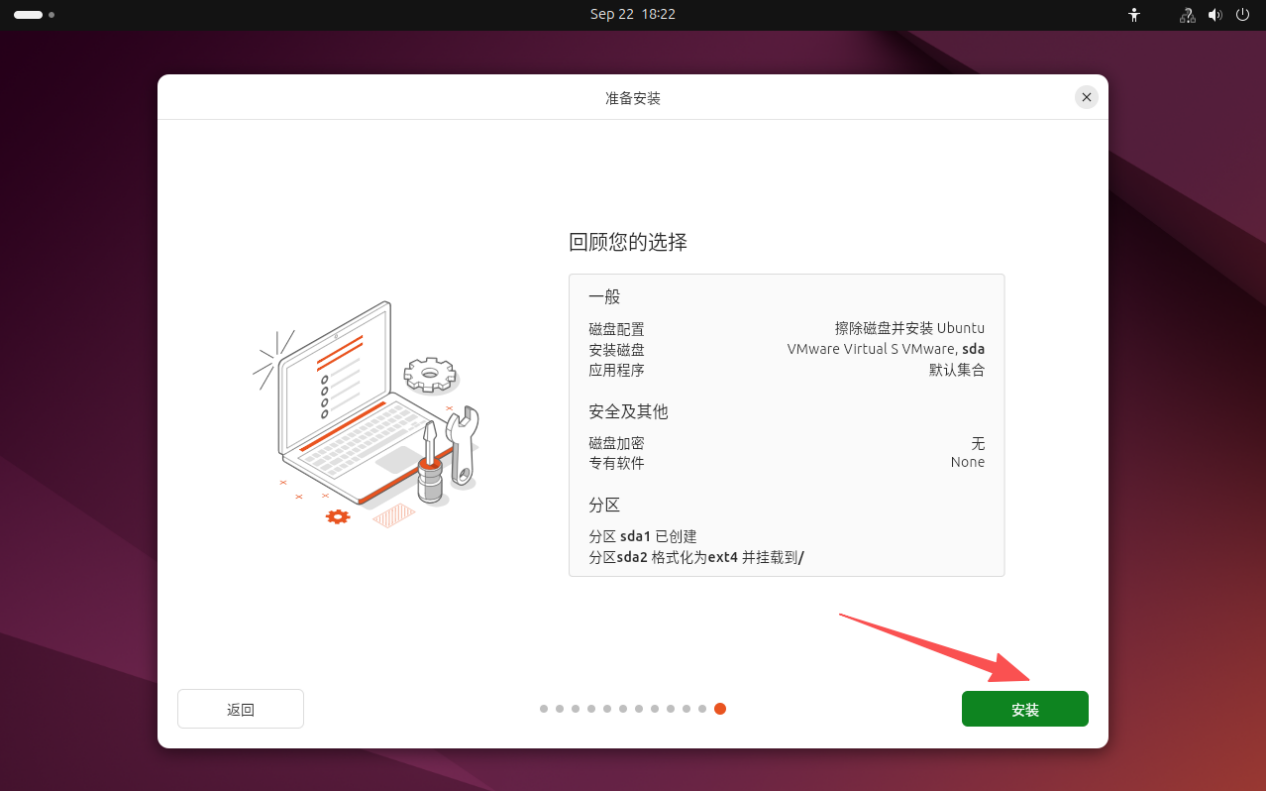 Sep 22 18:22
准备安装
回顾您的选择
一般
磁盘配置 擦除磁盘并安装 Ubuntu
安装磁盘 VMware Virtual S VMware, sda
应用程序 默认集合
安全及其他
磁盘加密 无
专有软件 None
分区
分区 sda1 已创建
分区sda2 格式化为ext4 并挂载到/
返回 安装